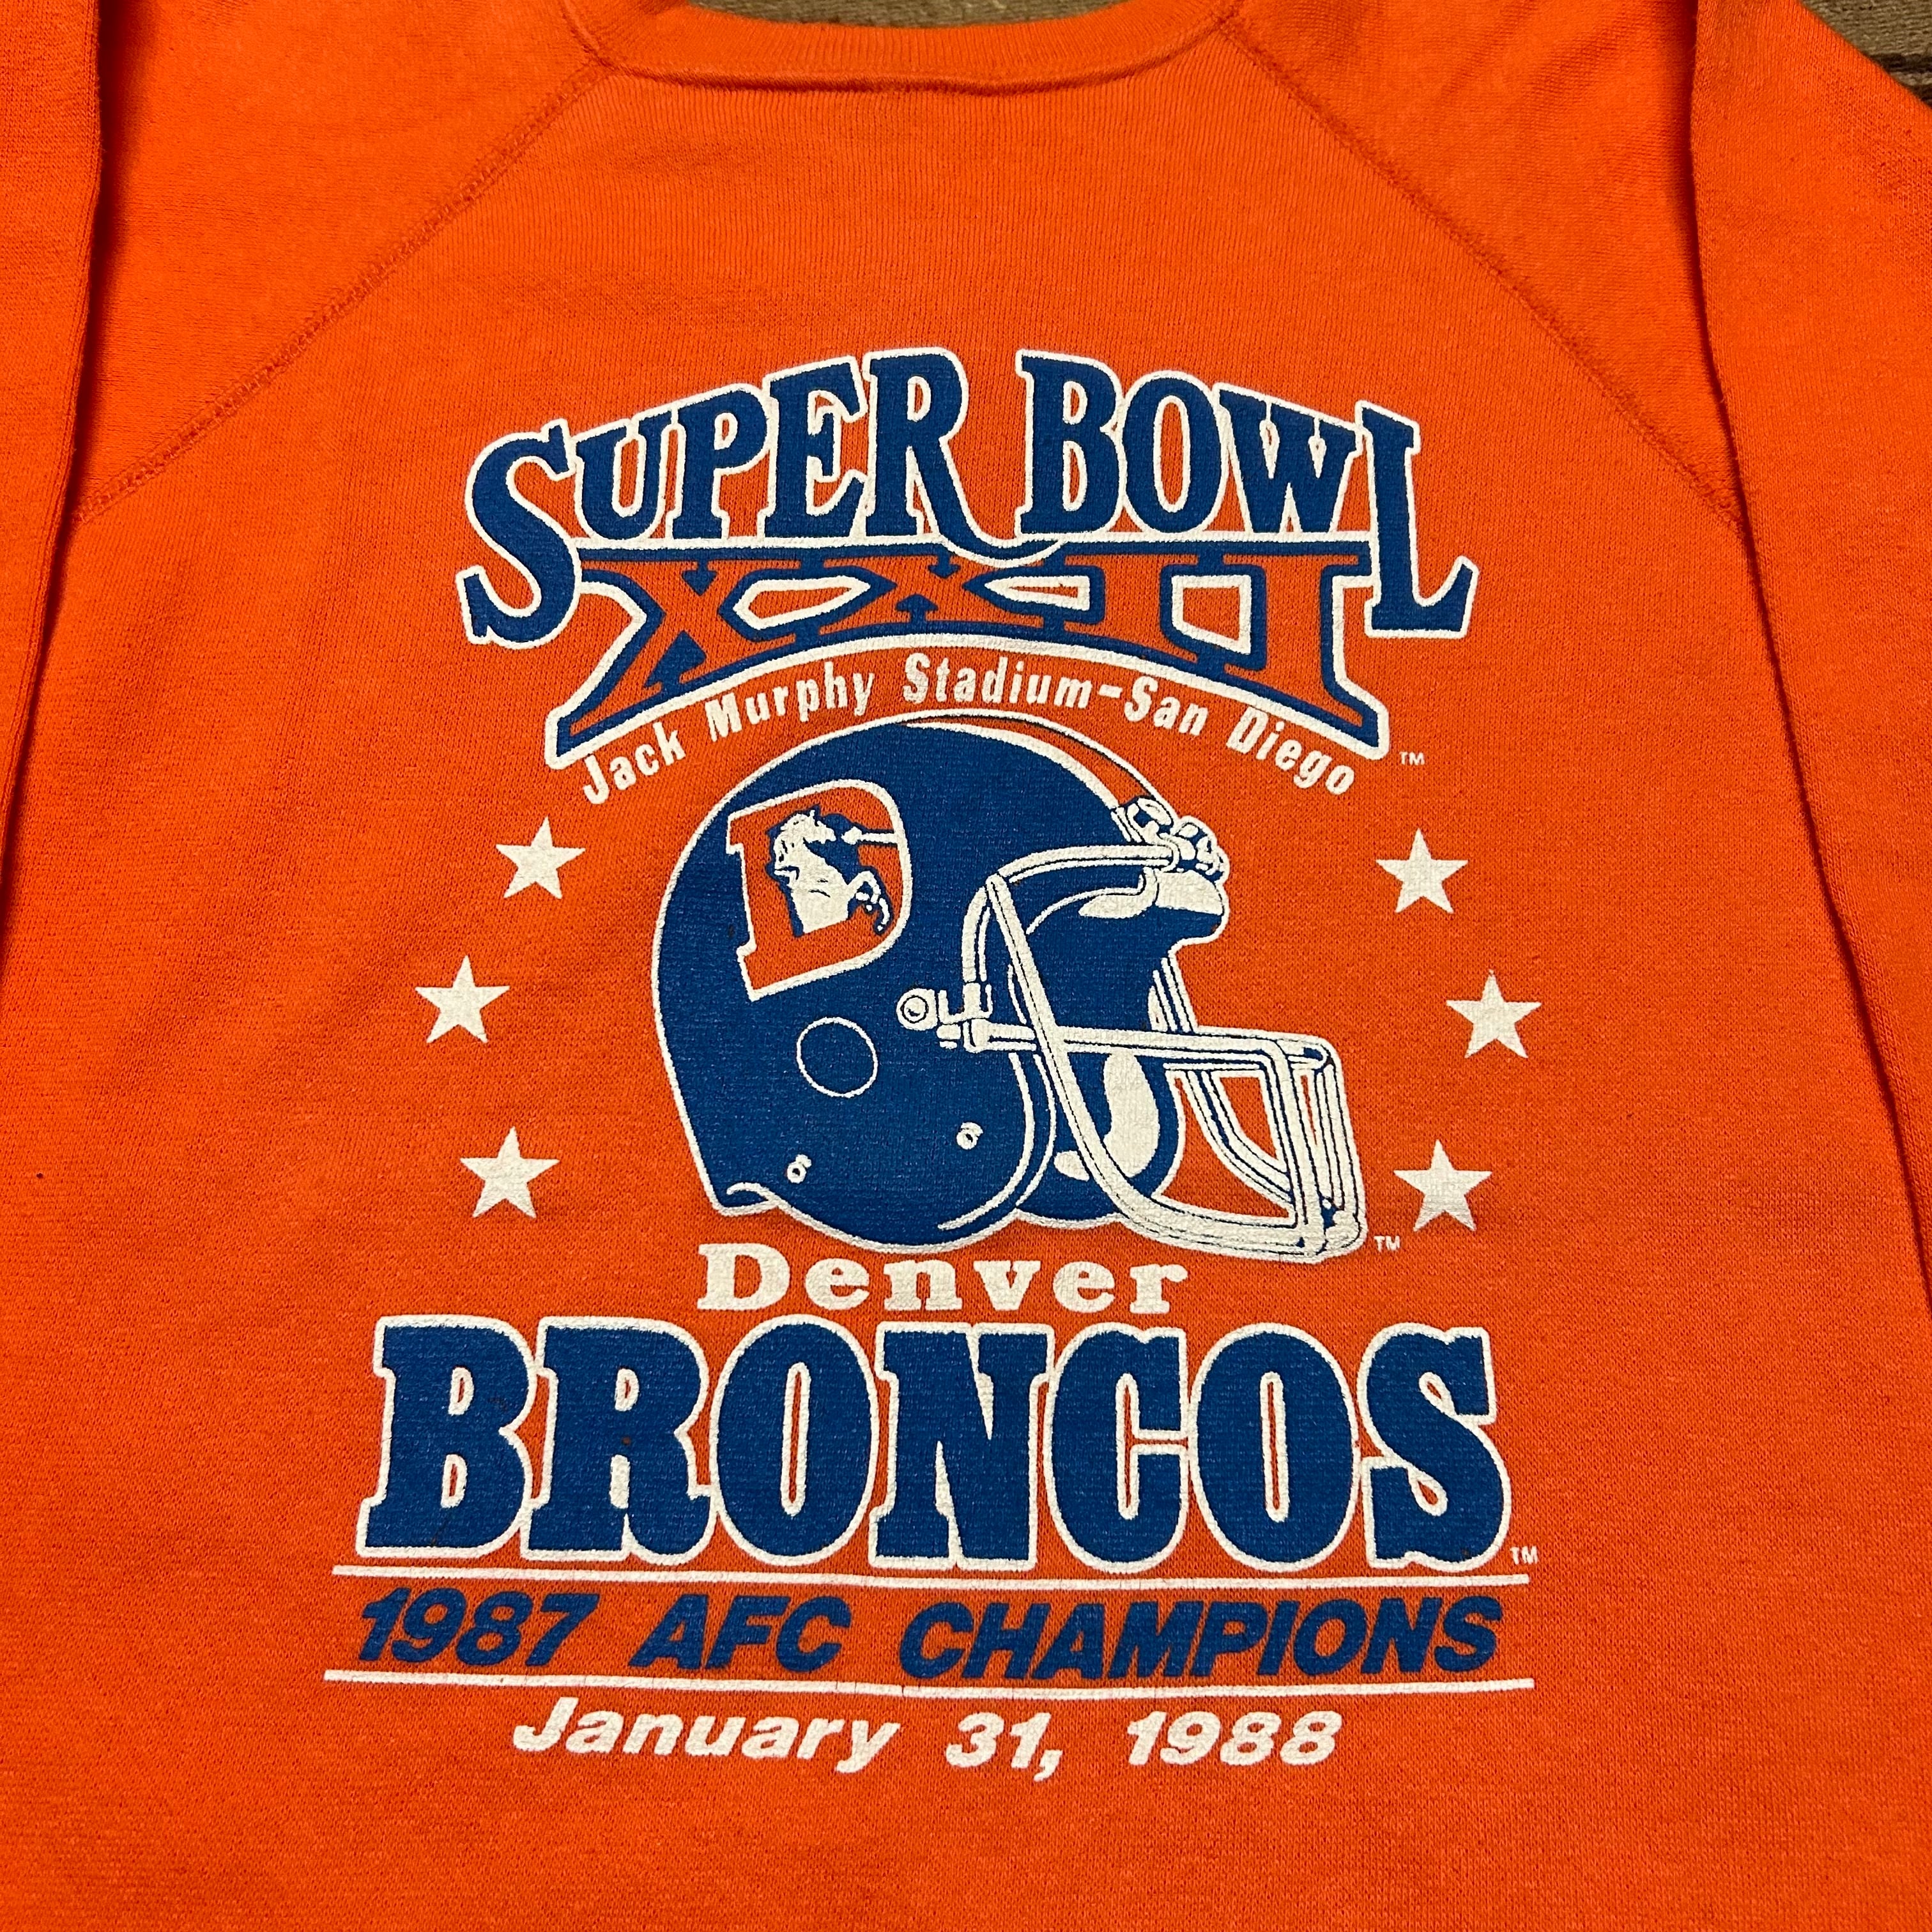 SUPER BOWL
XXII
Jack Murphy Stadium-San Diego
TM
D
TM
Denver
BRONCOS
TM
1987 AFC CHAMPIONS
January 31, 1988